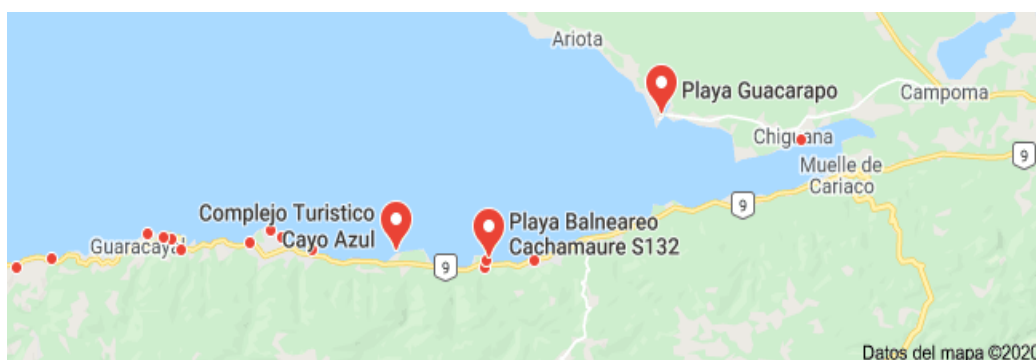 Ariota
Playa Guacarapo
Campoma
Chiguana
Muelle de
Cariaco
9
9
Complejo Turistico
Cayo Azul
Playa Balneareo
Cachamaure S132
Guaracayal
9
Datos del mapa ©2020